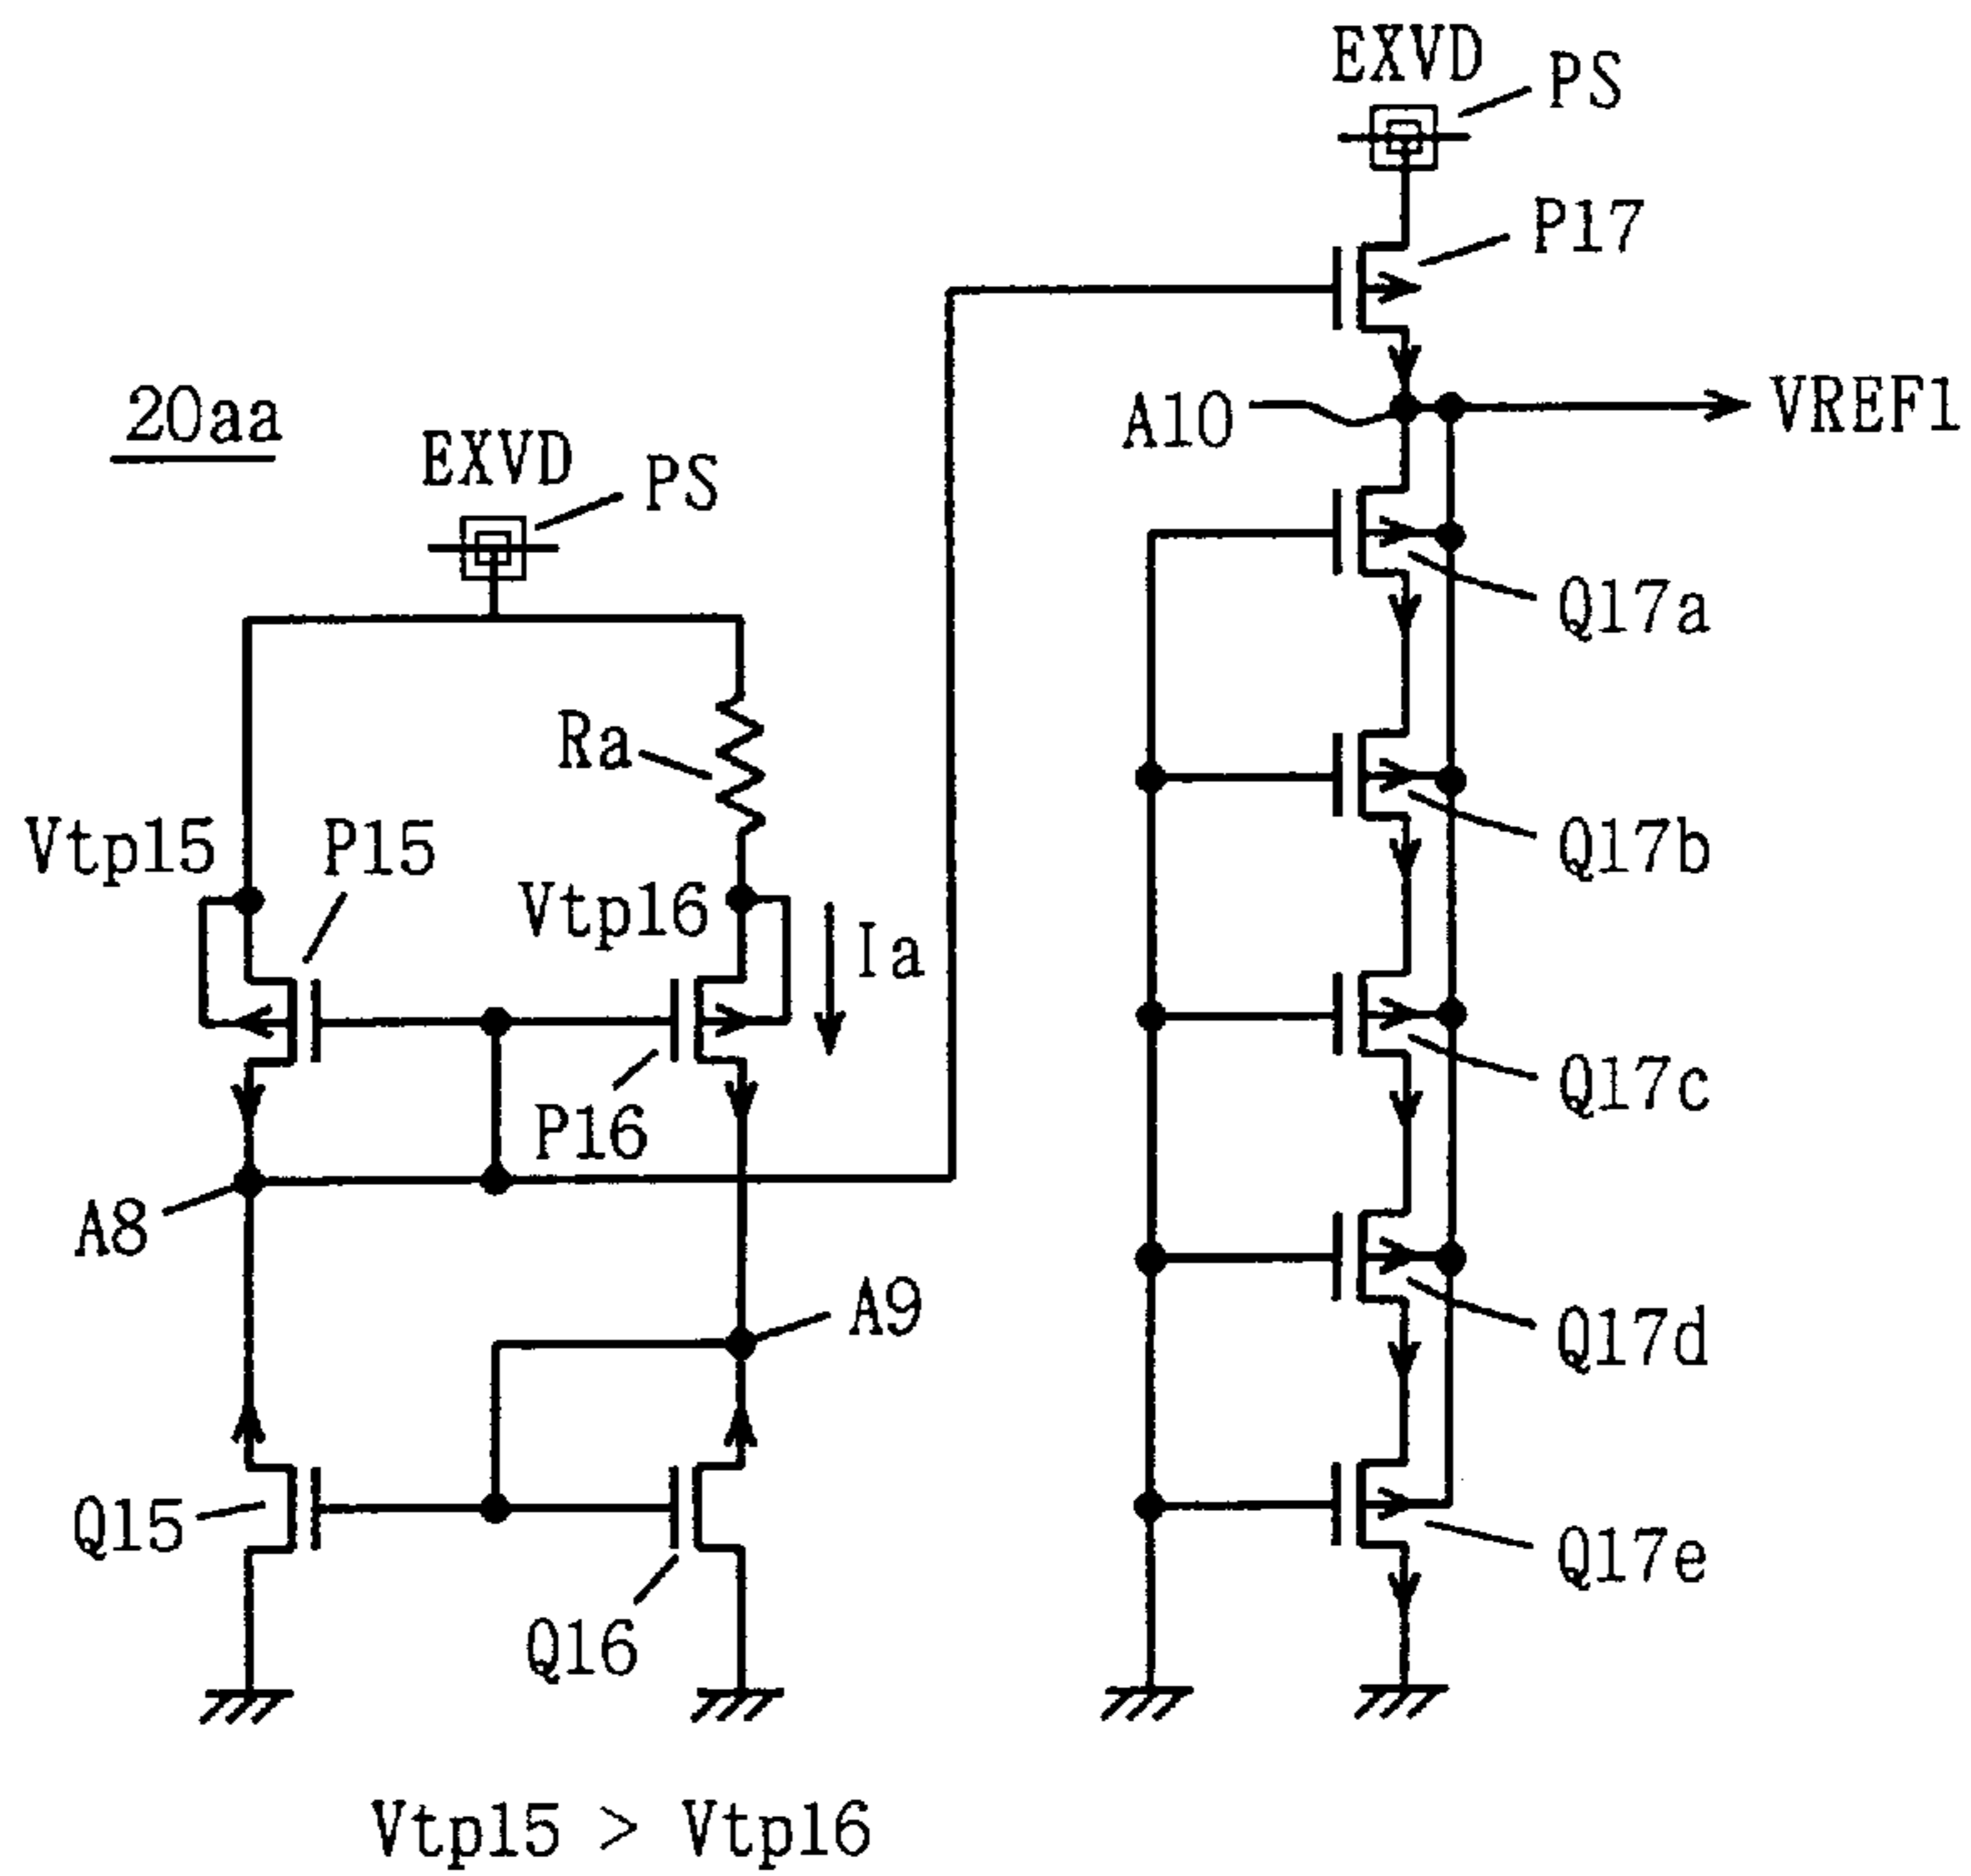 EXVD
PS
P17
20aa
EXVD
PS
A10
VREF1
Q17a
Ra
Vtp15
P15
Vtp16
Ia
Q17b
P16
Q17c
A8
A9
Q17d
Q15
Q16
Q17e
Vtp15 > Vtp16